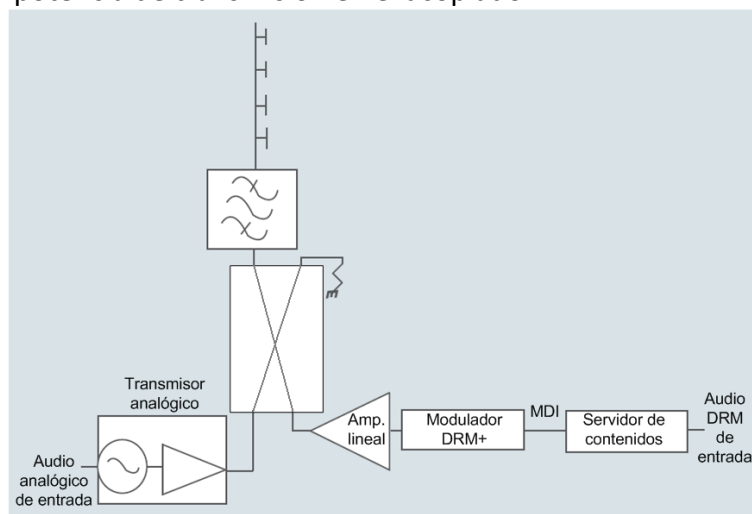 Transmisor
analógico
Audio
analógico
de entrada
Amp.
lineal
Modulador
DRM+
MDI
Servidor de
contenidos
Audio
DRM
de
entrada